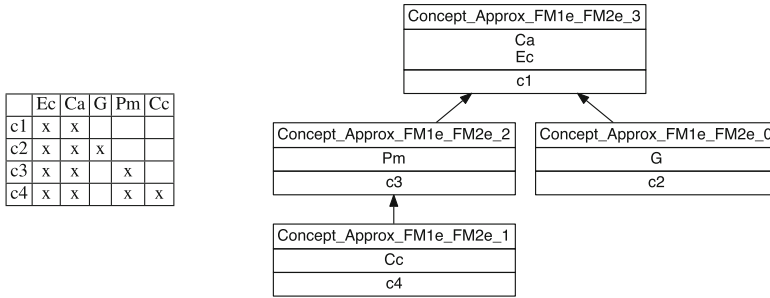 Ec Ca G Pm Cc
c1 x x
c2 x x x
c3 x x x
c4 x x x x
Concept_Approx_FM1e_FM2e_3
Ca
Ec
c1
Concept_Approx_FM1e_FM2e_2
Pm
c3
Concept_Approx_FM1e_FM2e_0
G
c2
Concept_Approx_FM1e_FM2e_1
Cc
c4